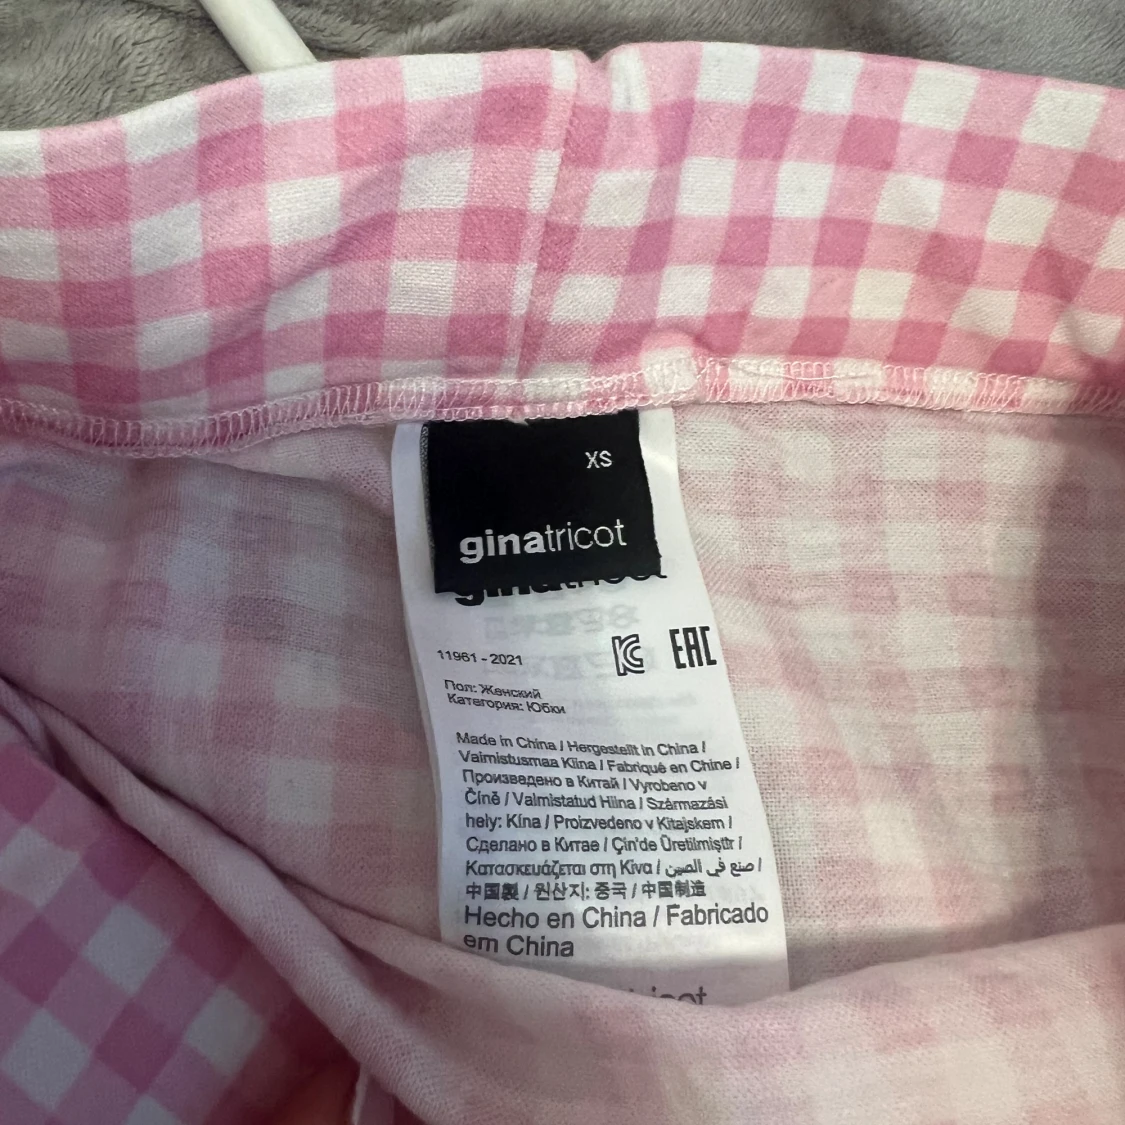 XS
ginatricot
ginatricot
11961 - 2021
EAC
Пол: Женский
Категория: Юбки
Made in China / Hergestellt in China /
Valmistusmaa Kiina / Fabriqué en Chine /
Произведено в Китай / Vyrobeno v
Číně / Valmistatud Hiina / Származási
hely: Kína / Proizvedeno v Kitajskem /
Сделано в Китае / Çin'de Üretilmiştir /
Κατασκευάζεται στη Κίνα / صنع في الصين /
中国製 / 원산지: 중국 / 中国制造
Hecho en China / Fabricado
em China